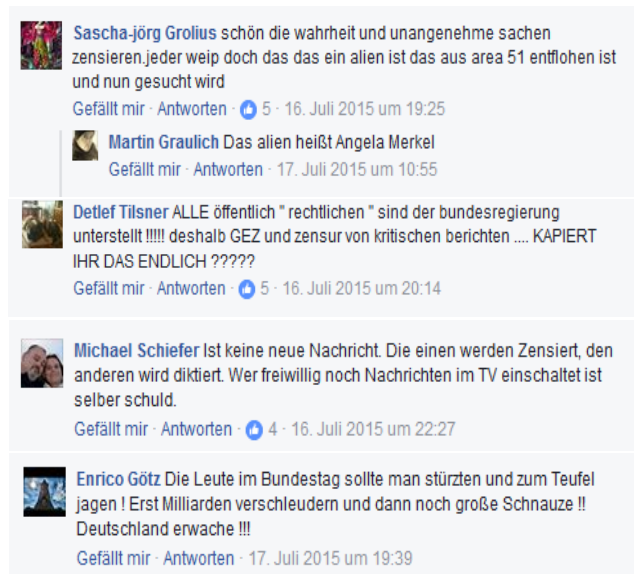 Sascha-jörg Grolius schön die wahrheit und unangenehme sachen
zensieren.jeder weip doch das das ein alien ist das aus area 51 entflohen ist
und nun gesucht wird
Gefällt mir · Antworten · 5 · 16. Juli 2015 um 19:25
Martin Graulich Das alien heißt Angela Merkel
Gefällt mir · Antworten · 17. Juli 2015 um 10:55
Detlef Tilsner ALLE öffentlich " rechtlichen " sind der bundesregierung
unterstellt !!!!! deshalb GEZ und zensur von kritischen berichten .... KAPIERT
IHR DAS ENDLICH ?????
Gefällt mir · Antworten · 5 · 16. Juli 2015 um 20:14
Michael Schiefer Ist keine neue Nachricht. Die einen werden Zensiert, den
anderen wird diktiert. Wer freiwillig noch Nachrichten im TV einschaltet ist
selber schuld.
Gefällt mir · Antworten · 4 · 16. Juli 2015 um 22:27
Enrico Götz Die Leute im Bundestag sollte man stürzten und zum Teufel
jagen ! Erst Milliarden verschleudern und dann noch große Schnauze !!
Deutschland erwache !!!
Gefällt mir · Antworten · 17. Juli 2015 um 19:39